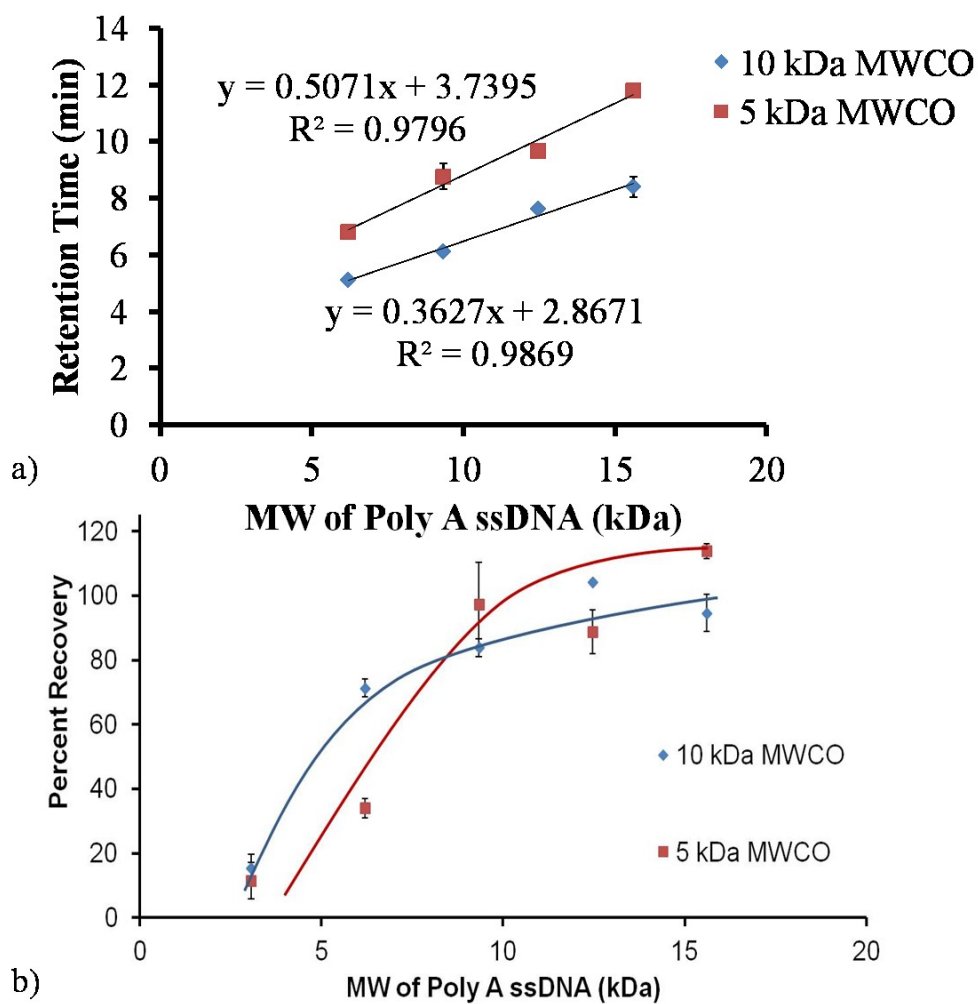 14
12
10
8
6
4
2
0
Retention Time (min)
y = 0.5071x + 3.7395
R² = 0.9796
y = 0.3627x + 2.8671
R² = 0.9869
10 kDa MWCO
5 kDa MWCO
0 5 10 15 20
a)
MW of Poly A ssDNA (kDa)
120
100
80
60
40
20
0
Percent Recovery
10 kDa MWCO
5 kDa MWCO
0 5 10 15 20
b)
MW of Poly A ssDNA (kDa)